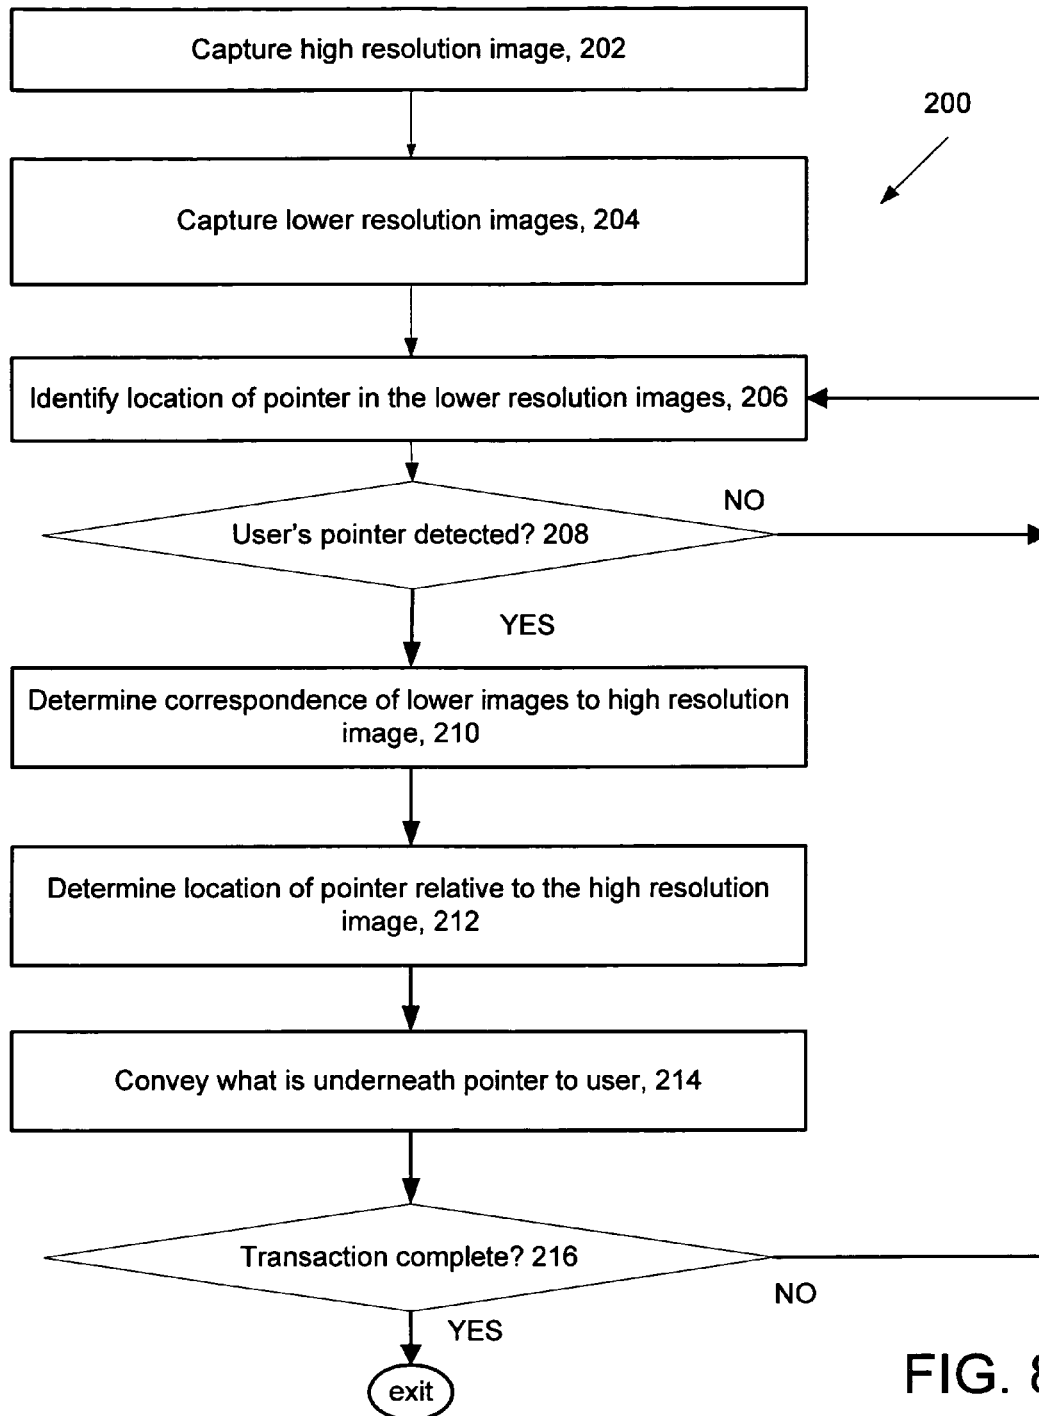 Capture high resolution image, 202
200
Capture lower resolution images, 204
Identify location of pointer in the lower resolution images, 206
NO
User's pointer detected? 208
YES
Determine correspondence of lower images to high resolution
image, 210
Determine location of pointer relative to the high resolution
image, 212
Convey what is underneath pointer to user, 214
Transaction complete? 216
NO
YES
exit
FIG. 8